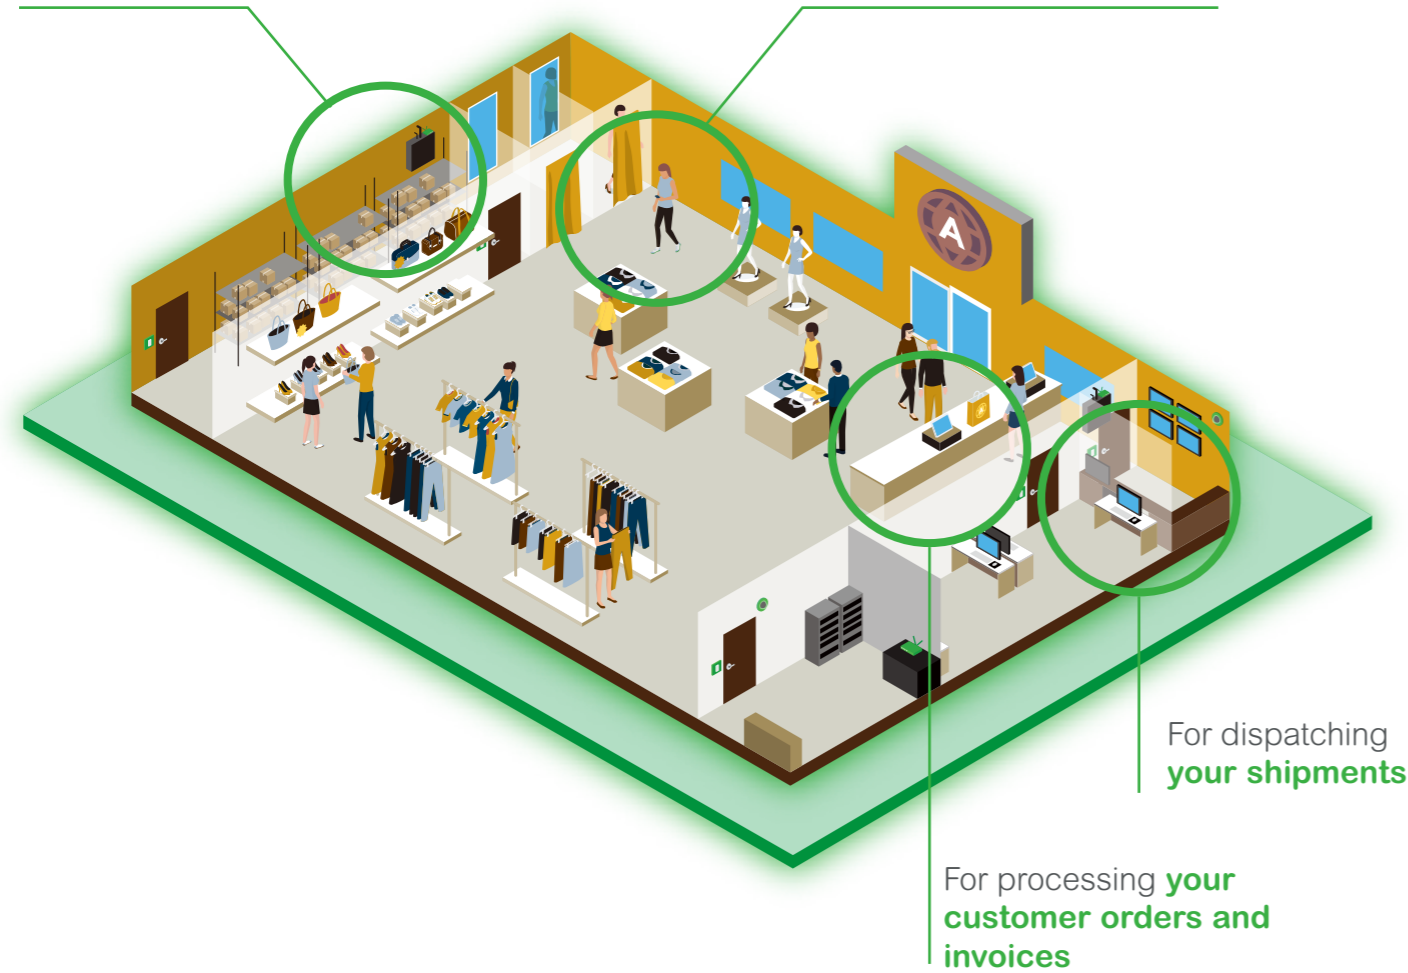 A
For dispatching
your shipments
For processing your
customer orders and
invoices